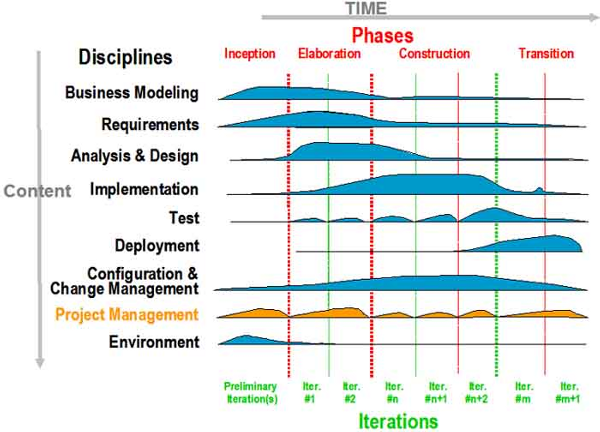 TIME
Phases
Disciplines
Inception Elaboration Construction Transition
Business Modeling
Requirements
Analysis & Design
Content
Implementation
Test
Deployment
Configuration &
Change Management
Project Management
Environment
Preliminary Iter. Iter. Iter. Iter. Iter. Iter. Iter.
Iteration(s) #1 #2 #n #n+1 #n+2 #m #m+1
Iterations